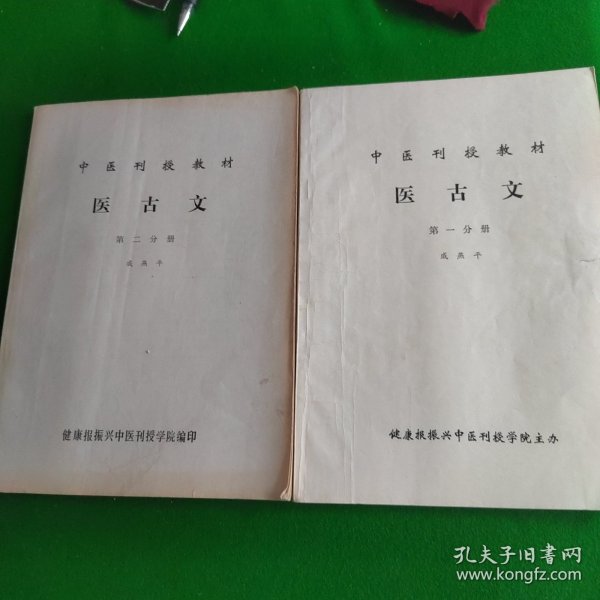 中医刊授教材
医古文
第二分册
成燕平
健康报振兴中医刊授学院编印
中医刊授教材
医古文
第一分册
成燕平
健康报振兴中医刊授学院主办
孔夫子旧书网
www.kongfz.com